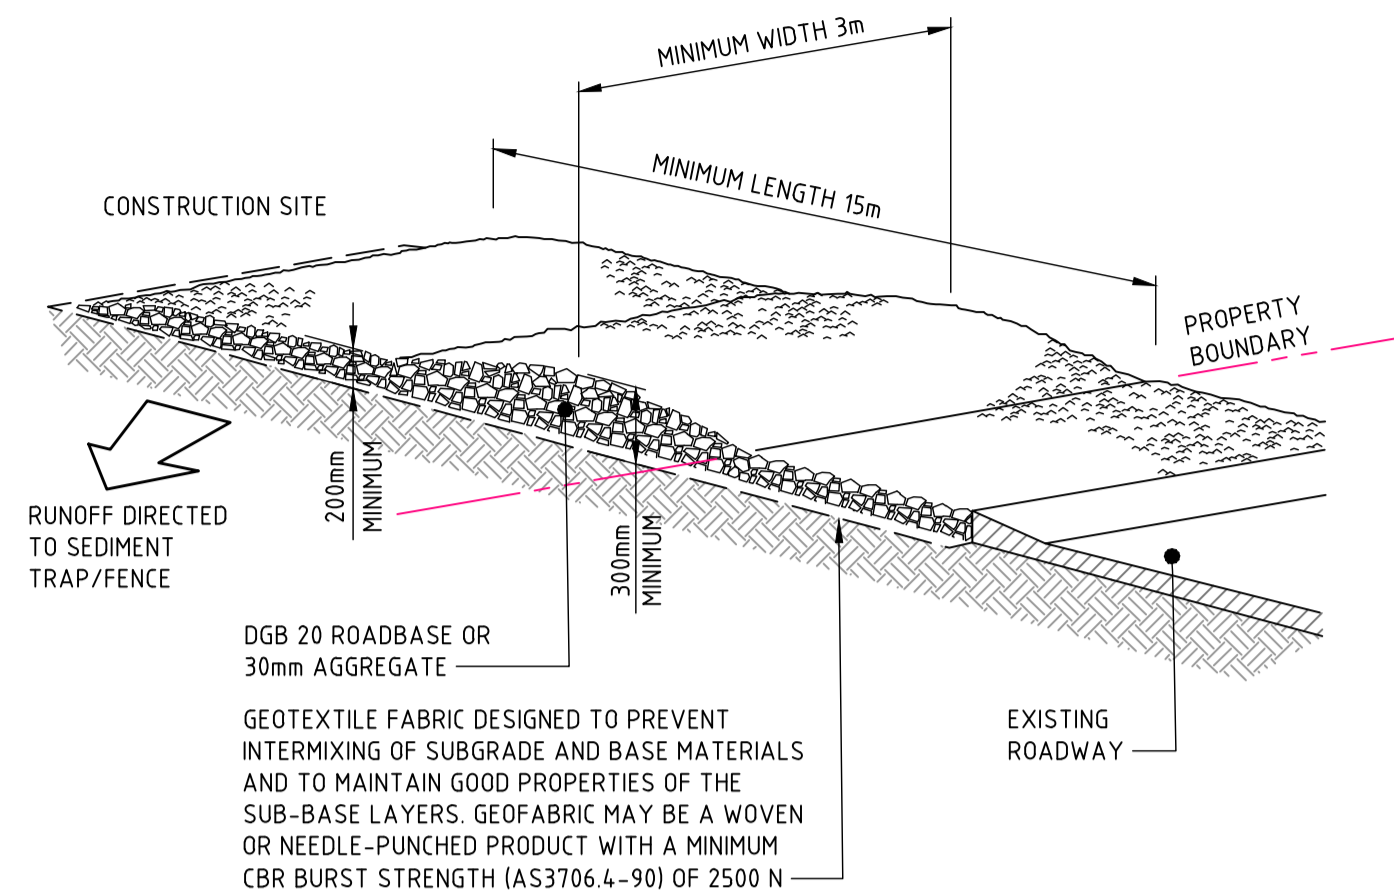 MINIMUM WIDTH 3m
MINIMUM LENGTH 15m
CONSTRUCTION SITE
PROPERTY
BOUNDARY
200mm
MINIMUM
300mm
MINIMUM
RUNOFF DIRECTED
TO SEDIMENT
TRAP/FENCE
DGB 20 ROADBASE OR
30mm AGGREGATE
GEOTEXTILE FABRIC DESIGNED TO PREVENT
INTERMIXING OF SUBGRADE AND BASE MATERIALS
AND TO MAINTAIN GOOD PROPERTIES OF THE
SUB-BASE LAYERS. GEOFABRIC MAY BE A WOVEN
OR NEEDLE-PUNCHED PRODUCT WITH A MINIMUM
CBR BURST STRENGTH (AS3706.4-90) OF 2500 N
EXISTING
ROADWAY